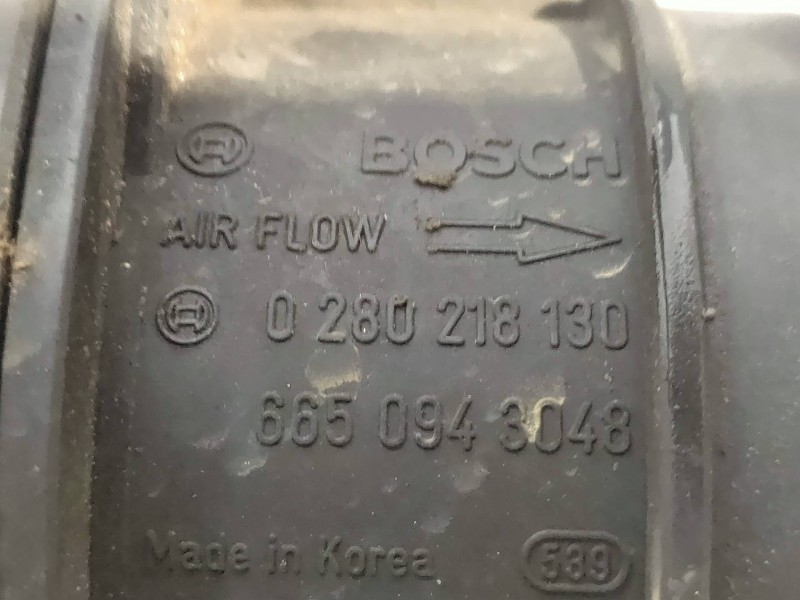 BOSCH
AIR FLOW
0 280 218 130
665 094 3048
Made in Korea 589